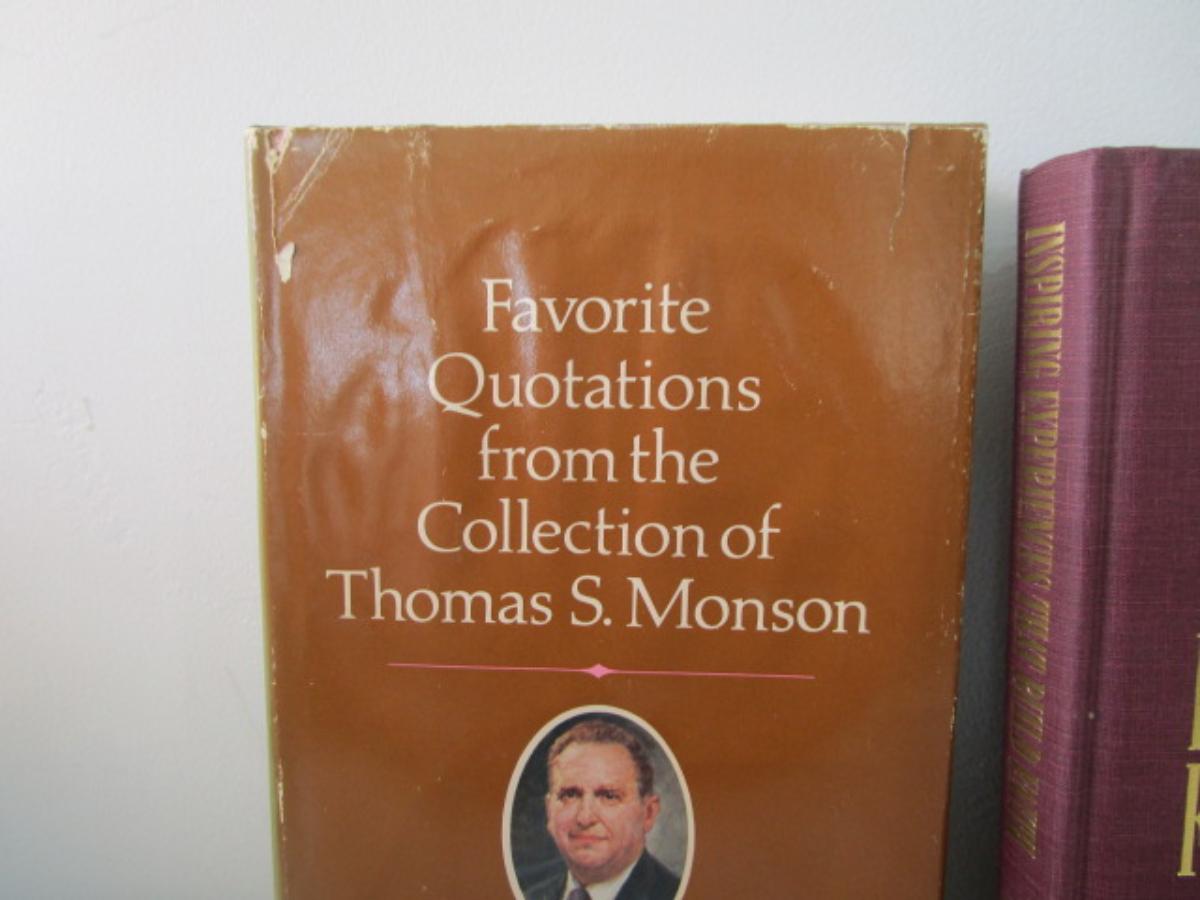 Favorite
Quotations
from the
Collection of
Thomas S. Monson
INSPIRING EXPERIENCES THAT BUILD FAITH